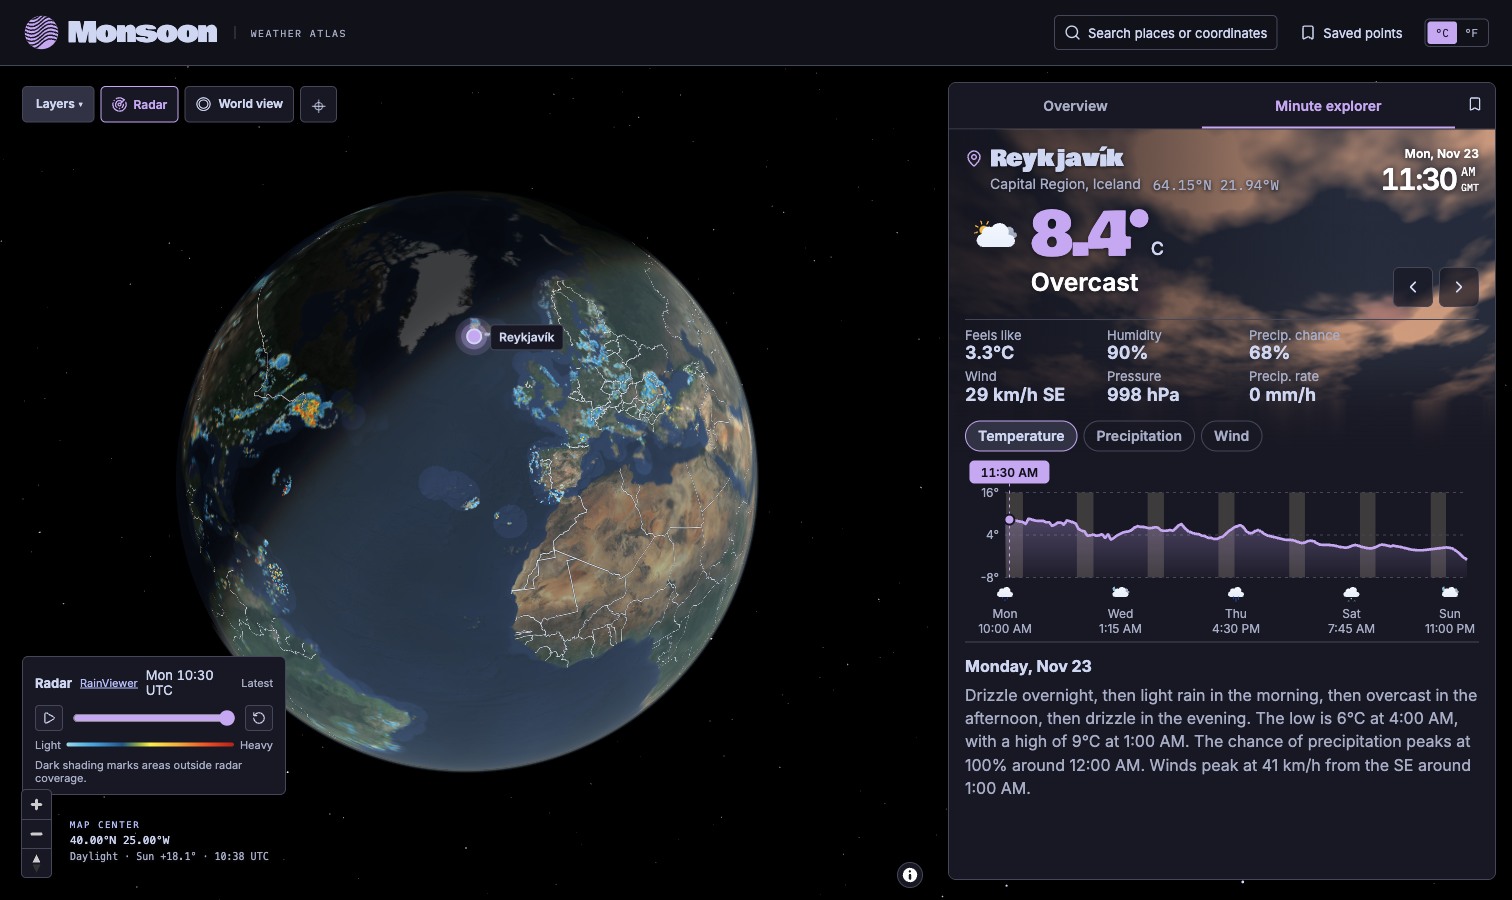 Monsoon
WEATHER ATLAS
Search places or coordinates
Saved points
°C °F
Layers ▾
Radar
World view
Reykjavík
Radar RainViewer Mon 10:30 UTC Latest
Light Heavy
Dark shading marks areas outside radar
coverage.
MAP CENTER
40.00°N 25.00°W
Daylight · Sun +18.1° · 10:38 UTC
Overview Minute explorer
Reykjavík
Capital Region, Iceland 64.15°N 21.94°W
Mon, Nov 23
11:30 AM GMT
8.4° C
Overcast
Feels like Humidity Precip. chance
3.3°C 90% 68%
Wind Pressure Precip. rate
29 km/h SE 998 hPa 0 mm/h
Temperature Precipitation Wind
11:30 AM
16°
4°
-8°
Mon Wed Thu Sat Sun
10:00 AM 1:15 AM 4:30 PM 7:45 AM 11:00 PM
Monday, Nov 23
Drizzle overnight, then light rain in the morning, then overcast in the
afternoon, then drizzle in the evening. The low is 6°C at 4:00 AM,
with a high of 9°C at 1:00 AM. The chance of precipitation peaks at
100% around 12:00 AM. Winds peak at 41 km/h from the SE around
1:00 AM.